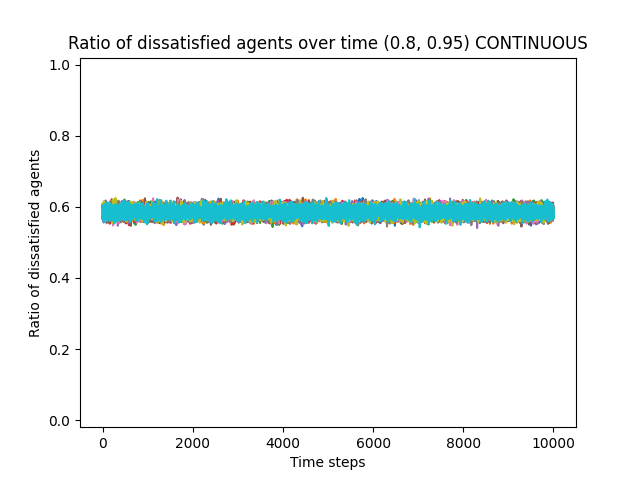 Ratio of dissatisfied agents over time (0.8, 0.95) CONTINUOUS
1.0
0.8
0.6
0.4
0.2
0.0
Ratio of dissatisfied agents
0 2000 4000 6000 8000 10000
Time steps